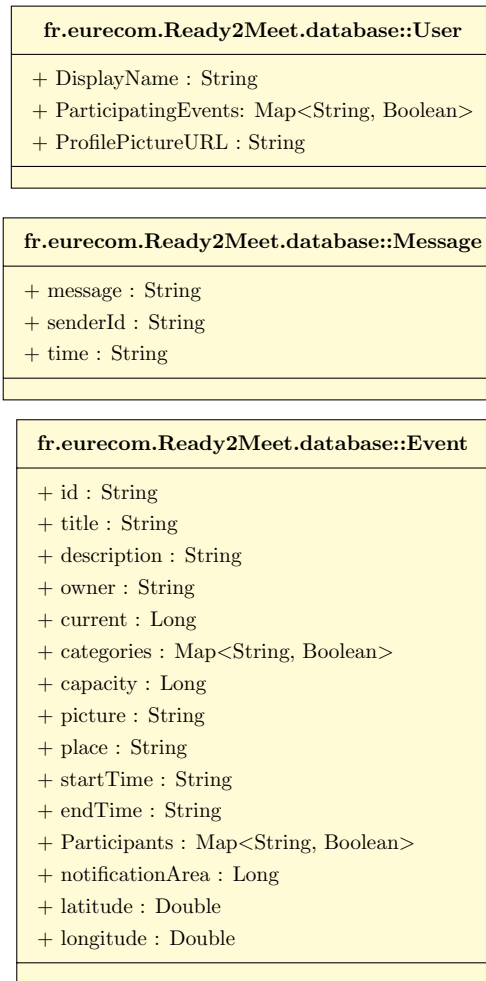 fr.eurecom.Ready2Meet.database::User
+ DisplayName : String
+ ParticipatingEvents: Map<String, Boolean>
+ ProfilePictureURL : String
fr.eurecom.Ready2Meet.database::Message
+ message : String
+ senderId : String
+ time : String
fr.eurecom.Ready2Meet.database::Event
+ id : String
+ title : String
+ description : String
+ owner : String
+ current : Long
+ categories : Map<String, Boolean>
+ capacity : Long
+ picture : String
+ place : String
+ startTime : String
+ endTime : String
+ Participants : Map<String, Boolean>
+ notificationArea : Long
+ latitude : Double
+ longitude : Double